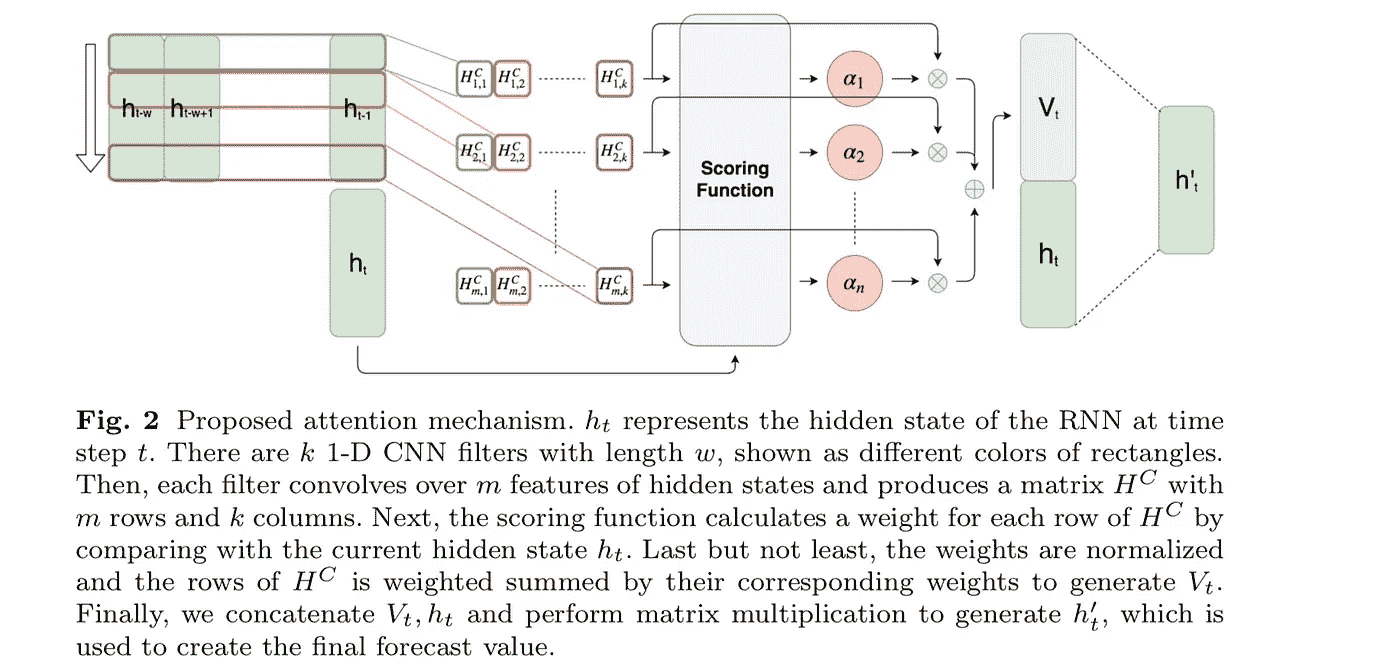 h_{t-w} h_{t-w+1} h_{t-1}
H^C_{1,1} H^C_{1,2} H^C_{1,k} α_1
H^C_{2,1} H^C_{2,2} H^C_{2,k} α_2
Scoring
Function
H^C_{m,1} H^C_{m,2} H^C_{m,k} α_n
h_t
V_t
h_t
h'_t
Fig. 2 Proposed attention mechanism. h_t represents the hidden state of the RNN at time
step t. There are k 1-D CNN filters with length w, shown as different colors of rectangles.
Then, each filter convolves over m features of hidden states and produces a matrix H^C with
m rows and k columns. Next, the scoring function calculates a weight for each row of H^C by
comparing with the current hidden state h_t. Last but not least, the weights are normalized
and the rows of H^C is weighted summed by their corresponding weights to generate V_t.
Finally, we concatenate V_t, h_t and perform matrix multiplication to generate h'_t, which is
used to create the final forecast value.